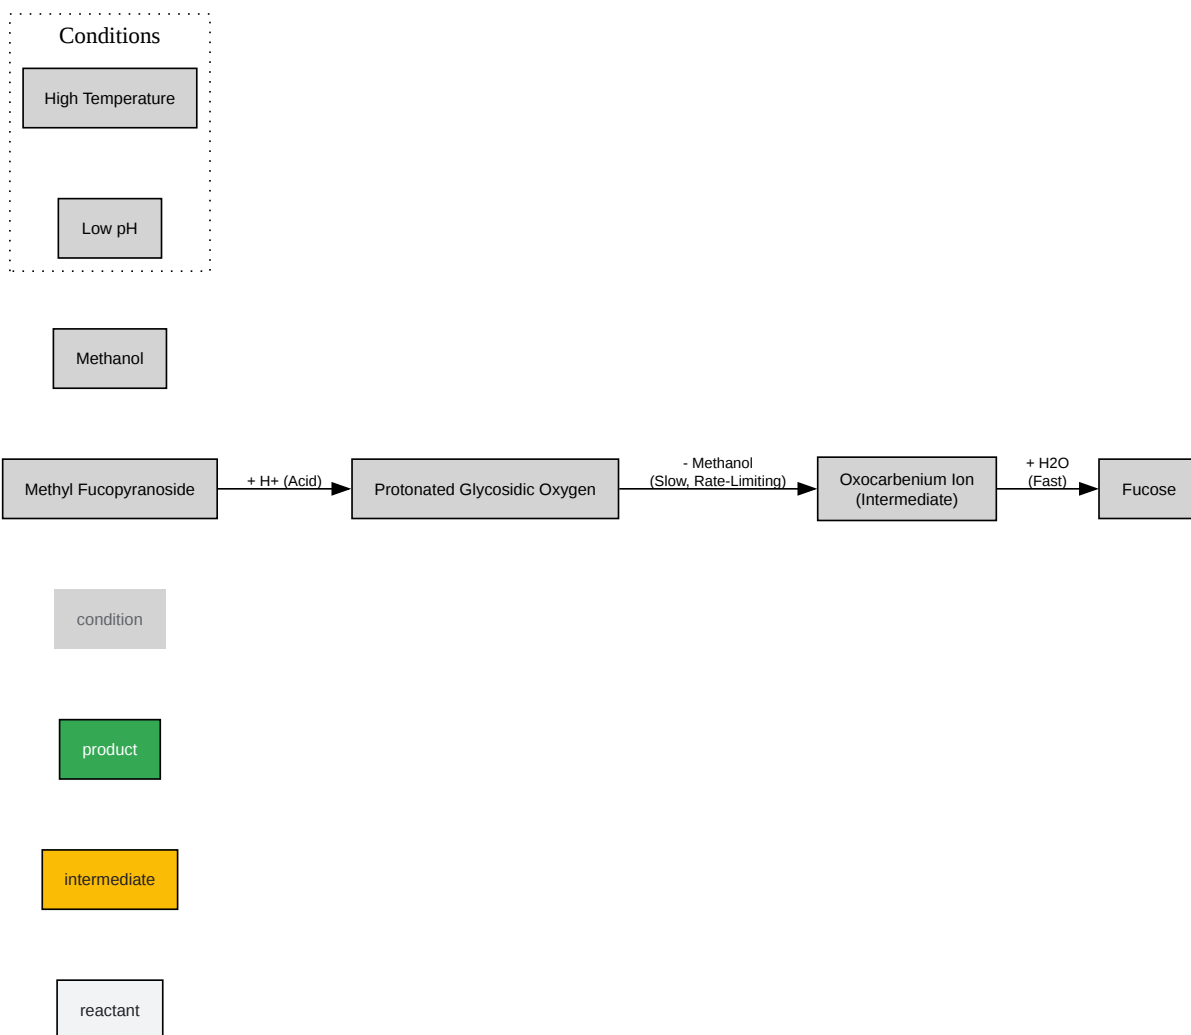 Conditions
High Temperature
Low pH
Methanol
Methyl Fucopyranoside
+ H+ (Acid)
Protonated Glycosidic Oxygen
- Methanol
(Slow, Rate-Limiting)
Oxocarbenium Ion
(Intermediate)
+ H2O
(Fast)
Fucose
condition
product
intermediate
reactant